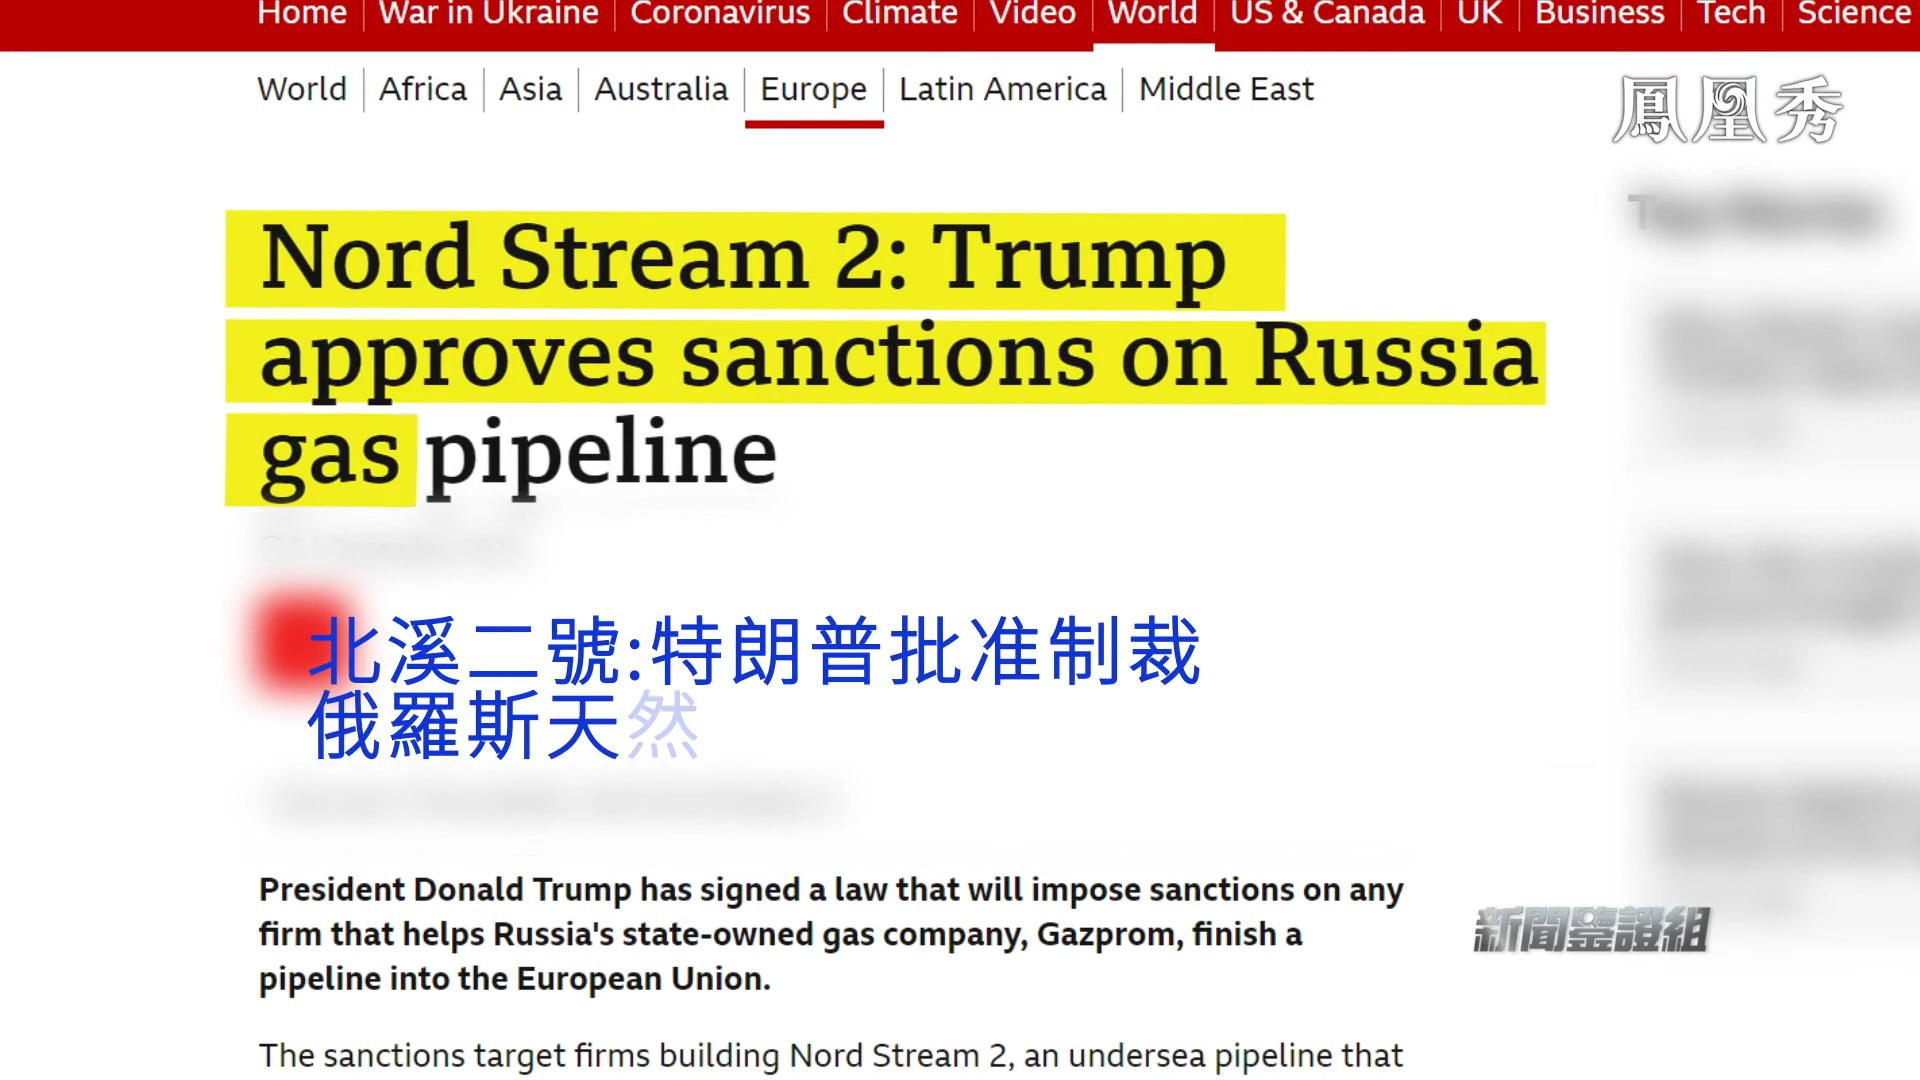 Home War in Ukraine Coronavirus Climate Video World US & Canada UK Business Tech Science
World Africa Asia Australia Europe Latin America Middle East
鳳凰秀
Nord Stream 2: Trump
approves sanctions on Russia
gas pipeline
北溪二號:特朗普批准制裁
俄羅斯天然
President Donald Trump has signed a law that will impose sanctions on any
firm that helps Russia's state-owned gas company, Gazprom, finish a
pipeline into the European Union.
新聞鑒證組
The sanctions target firms building Nord Stream 2, an undersea pipeline that